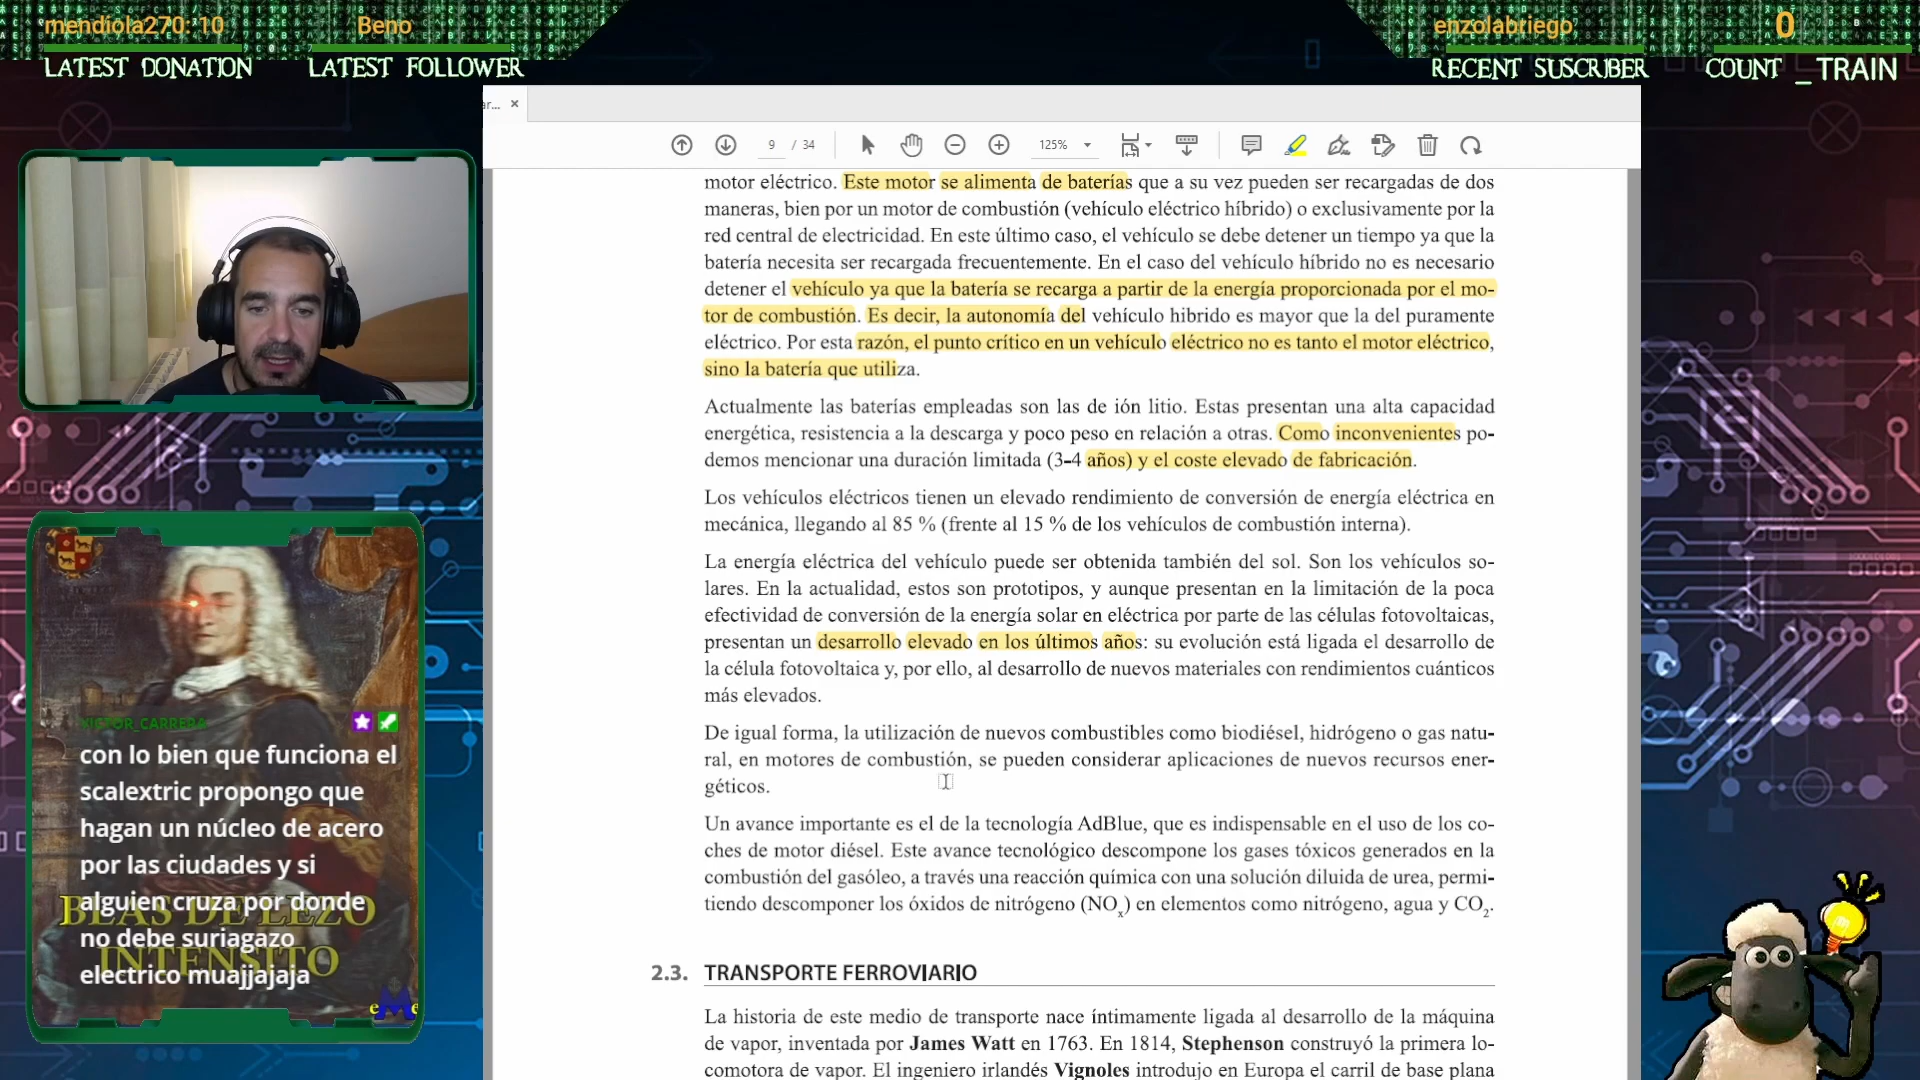 mendiola270: 10
Beno
LATEST DONATION
LATEST FOLLOWER
enzolabriego
0
RECENT SUSCRIBER
COUNT _TRAIN
ar... ×
9 / 34
125%
motor eléctrico. Este motor se alimenta de baterías que a su vez pueden ser recargadas de dos
maneras, bien por un motor de combustión (vehículo eléctrico híbrido) o exclusivamente por la
red central de electricidad. En este último caso, el vehículo se debe detener un tiempo ya que la
batería necesita ser recargada frecuentemente. En el caso del vehículo híbrido no es necesario
detener el vehículo ya que la batería se recarga a partir de la energía proporcionada por el mo-
tor de combustión. Es decir, la autonomía del vehículo hibrido es mayor que la del puramente
eléctrico. Por esta razón, el punto crítico en un vehículo eléctrico no es tanto el motor eléctrico,
sino la batería que utiliza.
Actualmente las baterías empleadas son las de ión litio. Estas presentan una alta capacidad
energética, resistencia a la descarga y poco peso en relación a otras. Como inconvenientes po-
demos mencionar una duración limitada (3-4 años) y el coste elevado de fabricación.
Los vehículos eléctricos tienen un elevado rendimiento de conversión de energía eléctrica en
mecánica, llegando al 85 % (frente al 15 % de los vehículos de combustión interna).
La energía eléctrica del vehículo puede ser obtenida también del sol. Son los vehículos so-
lares. En la actualidad, estos son prototipos, y aunque presentan en la limitación de la poca
efectividad de conversión de la energía solar en eléctrica por parte de las células fotovoltaicas,
presentan un desarrollo elevado en los últimos años: su evolución está ligada el desarrollo de
la célula fotovoltaica y, por ello, al desarrollo de nuevos materiales con rendimientos cuánticos
más elevados.
De igual forma, la utilización de nuevos combustibles como biodiésel, hidrógeno o gas natu-
ral, en motores de combustión, se pueden considerar aplicaciones de nuevos recursos ener-
géticos.
Un avance importante es el de la tecnología AdBlue, que es indispensable en el uso de los co-
ches de motor diésel. Este avance tecnológico descompone los gases tóxicos generados en la
combustión del gasóleo, a través una reacción química con una solución diluida de urea, permi-
tiendo descomponer los óxidos de nitrógeno (NOx) en elementos como nitrógeno, agua y CO2.
2.3. TRANSPORTE FERROVIARIO
La historia de este medio de transporte nace íntimamente ligada al desarrollo de la máquina
de vapor, inventada por James Watt en 1763. En 1814, Stephenson construyó la primera lo-
comotora de vapor. El ingeniero irlandés Vignoles introdujo en Europa el carril de base plana
VICTOR_CARRERA
con lo bien que funciona el
scalextric propongo que
hagan un núcleo de acero
por las ciudades y si
alguien cruza por donde
no debe suriagazo
electrico muajjajaja
BLAS DE LEZO
INTENSITO